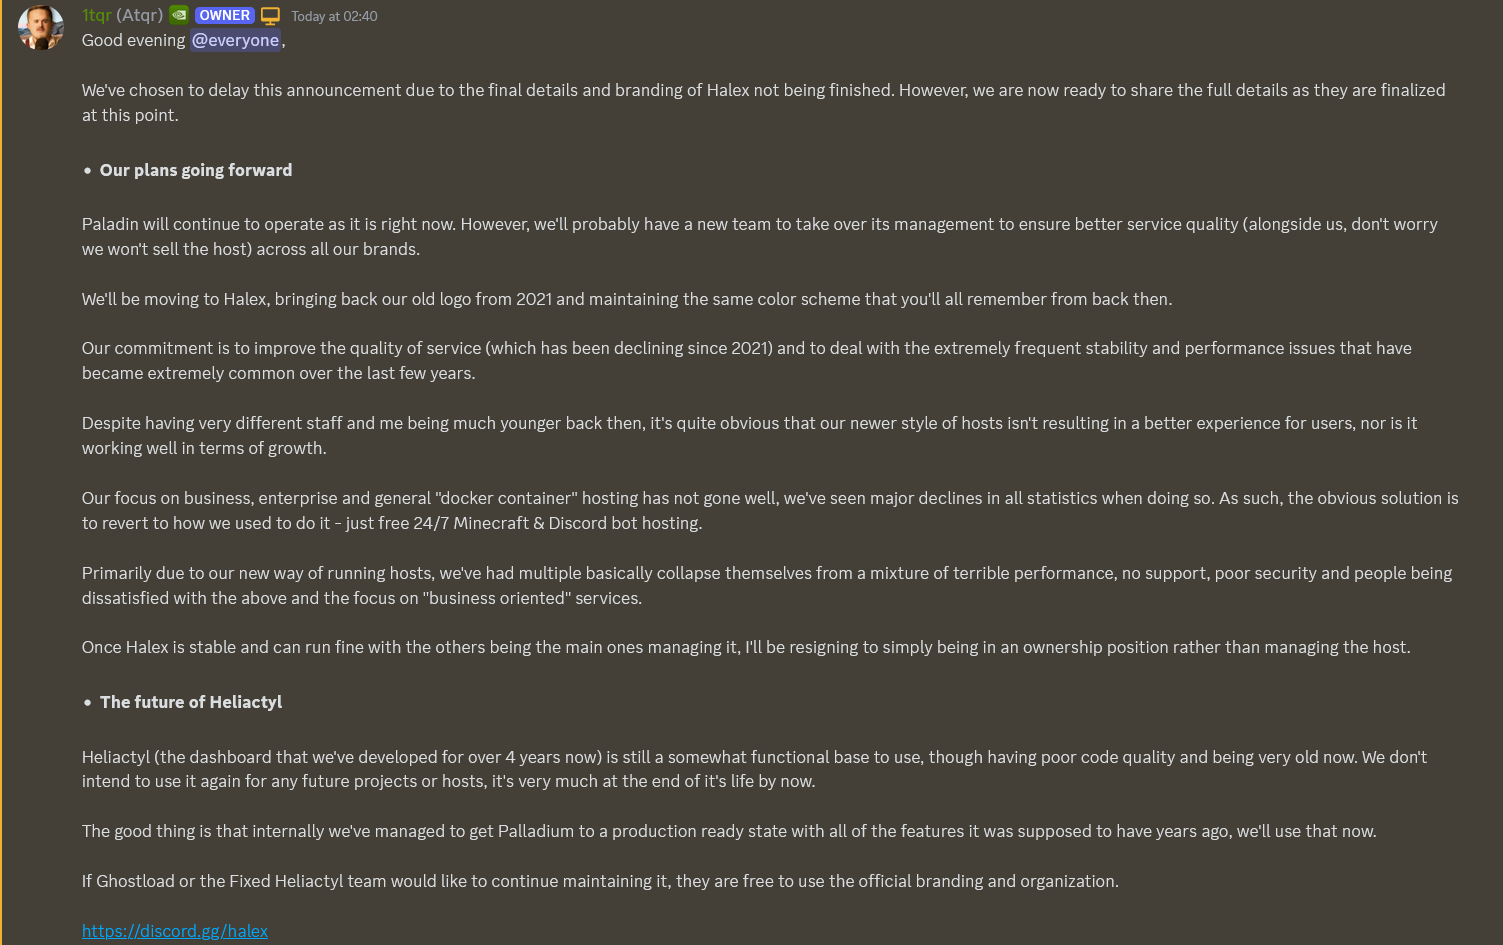 1tqr (Atqr) OWNER Today at 02:40
Good evening @everyone,
We've chosen to delay this announcement due to the final details and branding of Halex not being finished. However, we are now ready to share the full details as they are finalized
at this point.
• Our plans going forward
Paladin will continue to operate as it is right now. However, we'll probably have a new team to take over its management to ensure better service quality (alongside us, don't worry
we won't sell the host) across all our brands.
We'll be moving to Halex, bringing back our old logo from 2021 and maintaining the same color scheme that you'll all remember from back then.
Our commitment is to improve the quality of service (which has been declining since 2021) and to deal with the extremely frequent stability and performance issues that have
became extremely common over the last few years.
Despite having very different staff and me being much younger back then, it's quite obvious that our newer style of hosts isn't resulting in a better experience for users, nor is it
working well in terms of growth.
Our focus on business, enterprise and general "docker container" hosting has not gone well, we've seen major declines in all statistics when doing so. As such, the obvious solution is
to revert to how we used to do it - just free 24/7 Minecraft & Discord bot hosting.
Primarily due to our new way of running hosts, we've had multiple basically collapse themselves from a mixture of terrible performance, no support, poor security and people being
dissatisfied with the above and the focus on "business oriented" services.
Once Halex is stable and can run fine with the others being the main ones managing it, I'll be resigning to simply being in an ownership position rather than managing the host.
• The future of Heliactyl
Heliactyl (the dashboard that we've developed for over 4 years now) is still a somewhat functional base to use, though having poor code quality and being very old now. We don't
intend to use it again for any future projects or hosts, it's very much at the end of it's life by now.
The good thing is that internally we've managed to get Palladium to a production ready state with all of the features it was supposed to have years ago, we'll use that now.
If Ghostload or the Fixed Heliactyl team would like to continue maintaining it, they are free to use the official branding and organization.
https://discord.gg/halex